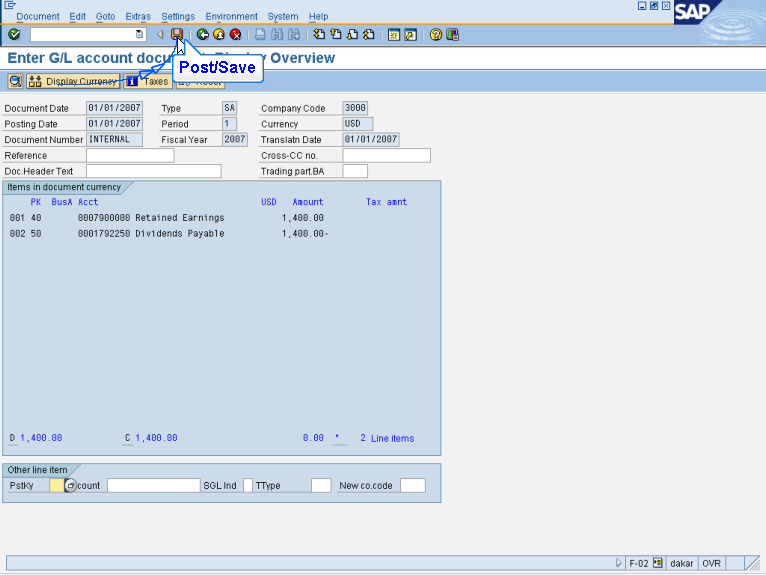 Document Edit Goto Extras Settings Environment System Help
SAP
Enter G/L account docu Overview
Post/Save
Display Currency Taxes
Document Date 01/01/2007 Type SA Company Code 3000
Posting Date 01/01/2007 Period 1 Currency USD
Document Number INTERNAL Fiscal Year 2007 Translatn Date 01/01/2007
Reference Cross-CC no.
Doc.Header Text Trading part.BA
Items in document currency
PK BusA Acct USD Amount Tax amnt
001 40 0007900000 Retained Earnings 1,400.00
002 50 0001792250 Dividends Payable 1,400.00-
D 1,400.00 C 1,400.00 0.00 * 2 Line items
Other line item
PstKy count SGL Ind TType New co.code
F-02 dakar OVR